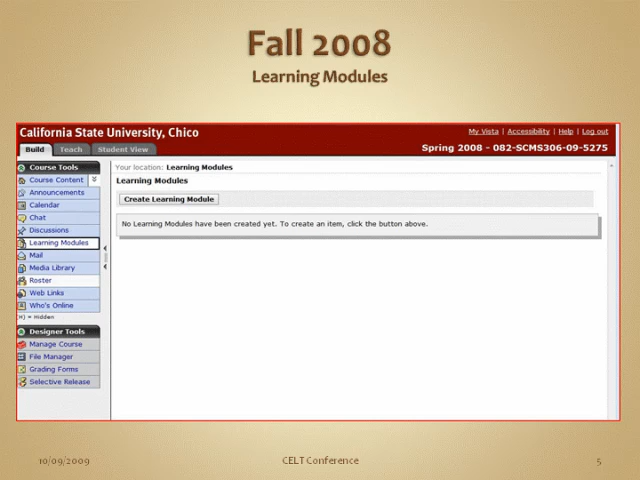 Fall 2008
Learning Modules
California State University, Chico
My Vista | Accessibility | Help | Log out
Build Teach Student View
Spring 2008 - 082-SCMS306-09-5275
Course Tools
Course Content
Announcements
Calendar
Chat
Discussions
Learning Modules
Mail
Media Library
Roster
Web Links
Who's Online
(H) = Hidden
Designer Tools
Manage Course
File Manager
Grading Forms
Selective Release
Your location: Learning Modules
Learning Modules
Create Learning Module
No Learning Modules have been created yet. To create an item, click the button above.
10/09/2009
CELT Conference
5